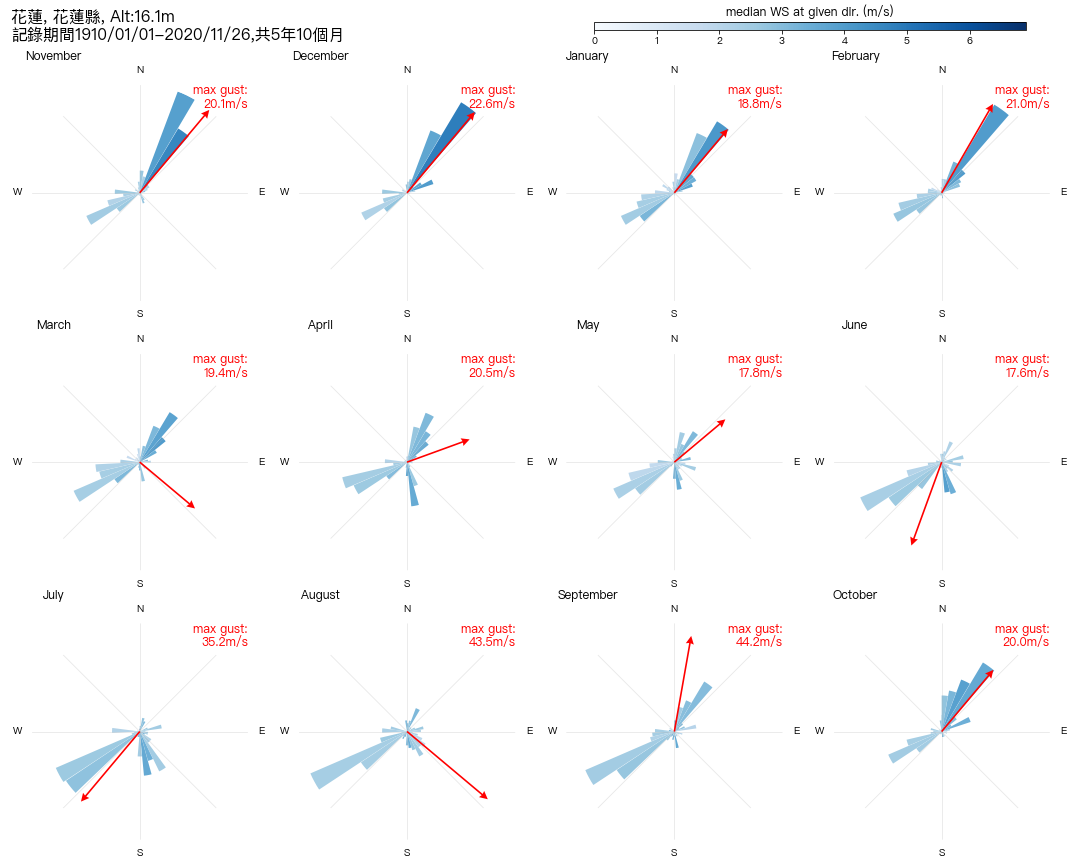 花蓮, 花蓮縣, Alt:16.1m
記錄期間1910/01/01−2020/11/26,共5年10個月
median WS at given dir. (m/s)
0 1 2 3 4 5 6
November
N
max gust:
20.1m/s
W
E
S
December
N
max gust:
22.6m/s
W
E
S
January
N
max gust:
18.8m/s
W
E
S
February
N
max gust:
21.0m/s
W
E
S
March
N
max gust:
19.4m/s
W
E
S
April
N
max gust:
20.5m/s
W
E
S
May
N
max gust:
17.8m/s
W
E
S
June
N
max gust:
17.6m/s
W
E
S
July
N
max gust:
35.2m/s
W
E
S
August
N
max gust:
43.5m/s
W
E
S
September
N
max gust:
44.2m/s
W
E
S
October
N
max gust:
20.0m/s
W
E
S